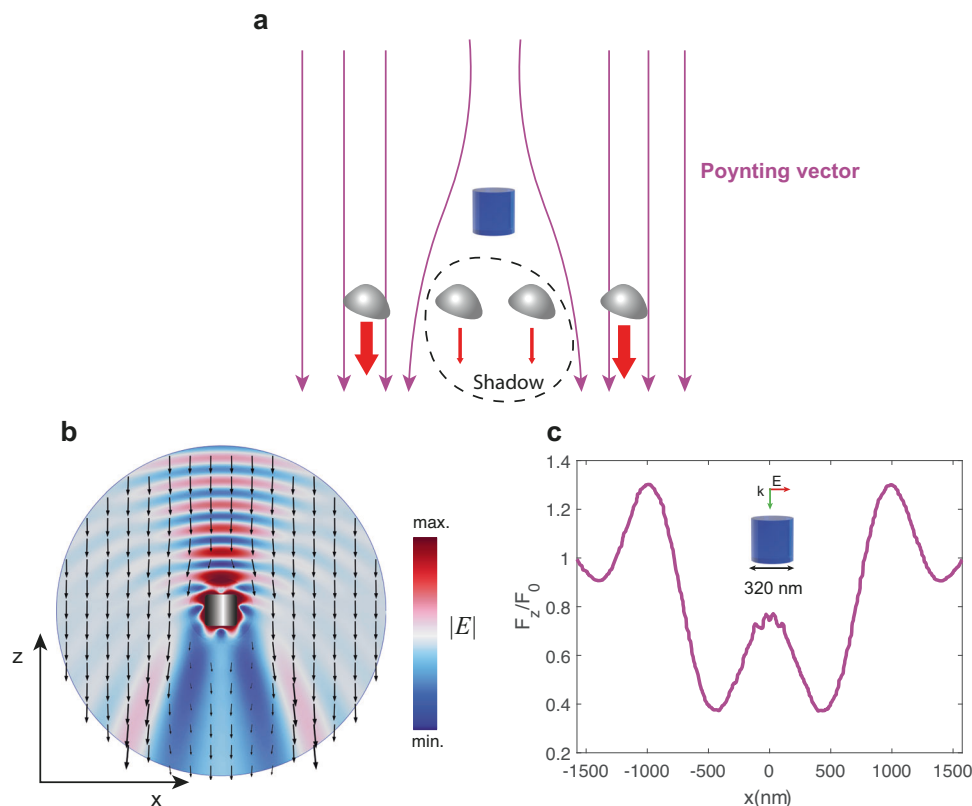 a
Poynting vector
Shadow
b
max.
|E|
min.
z
x
c
1.4
1.2
1
0.8
0.6
0.4
0.2
F_z/F_0
k
E
320 nm
-1500
-1000
-500
0
500
1000
1500
x(nm)